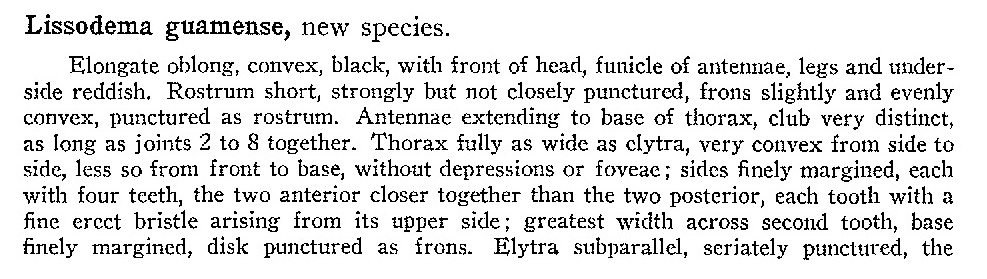 Lissodema guamense, new species.
Elongate oblong, convex, black, with front of head, funicle of antennae, legs and under-
side reddish. Rostrum short, strongly but not closely punctured, frons slightly and evenly
convex, punctured as rostrum. Antennae extending to base of thorax, club very distinct,
as long as joints 2 to 8 together. Thorax fully as wide as elytra, very convex from side to
side, less so from front to base, without depressions or foveae; sides finely margined, each
with four teeth, the two anterior closer together than the two posterior, each tooth with a
fine erect bristle arising from its upper side; greatest width across second tooth, base
finely margined, disk punctured as frons. Elytra subparallel, seriately punctured, the